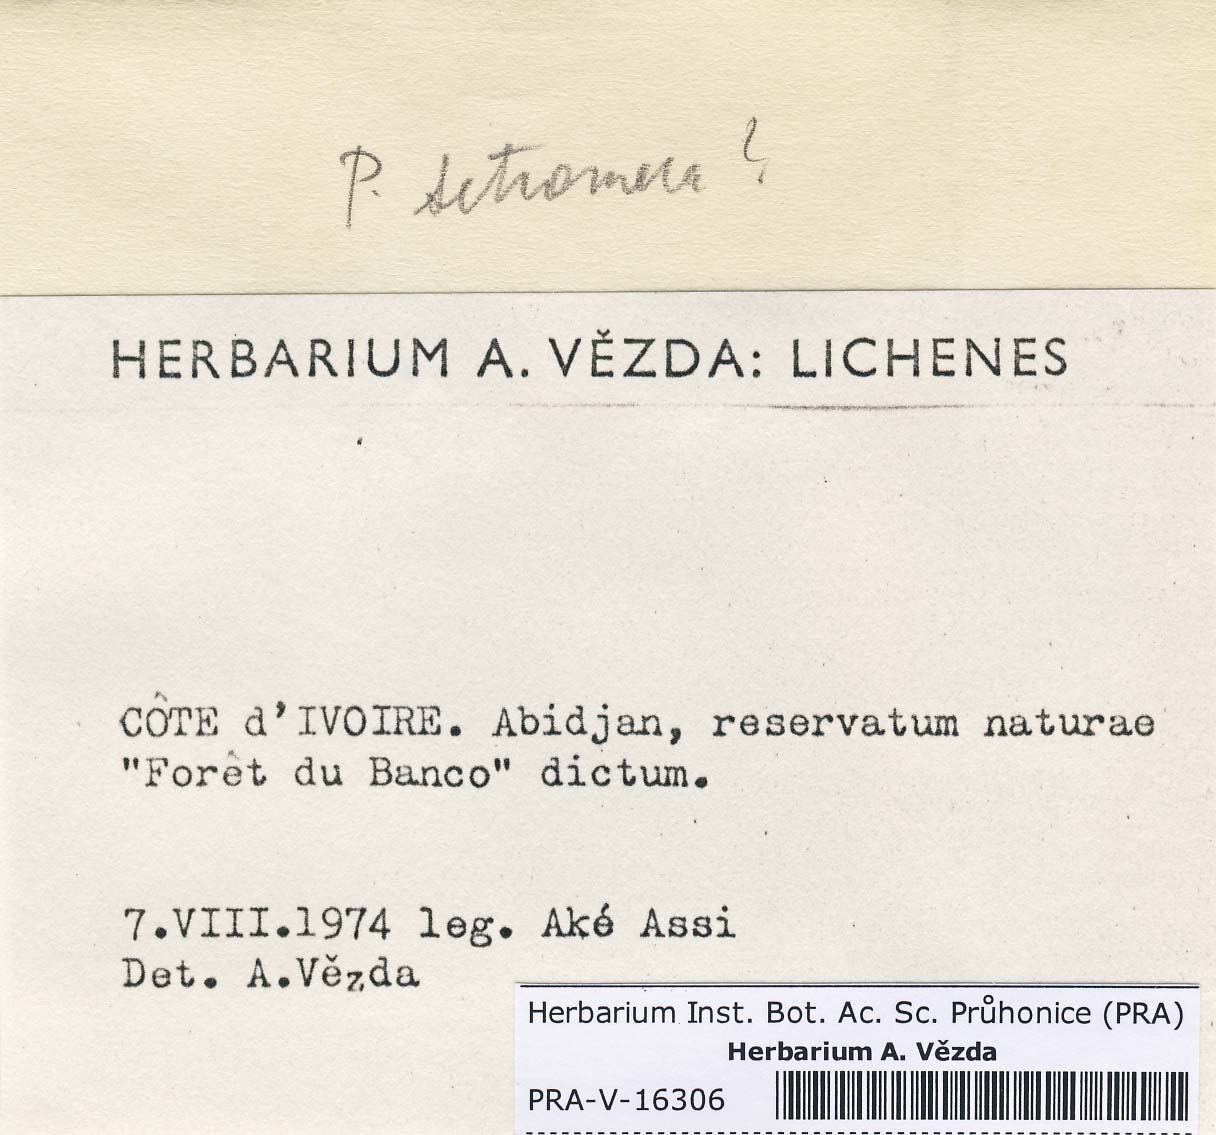 P. tetramera ?
HERBARIUM A. VĚZDA: LICHENES
CÔTE d'IVOIRE. Abidjan, reservatum naturae
"Forêt du Banco" dictum.
7.VIII.1974 leg. Aké Assi
Det. A.Vězda
Herbarium Inst. Bot. Ac. Sc. Průhonice (PRA)
Herbarium A. Vězda
PRA-V-16306